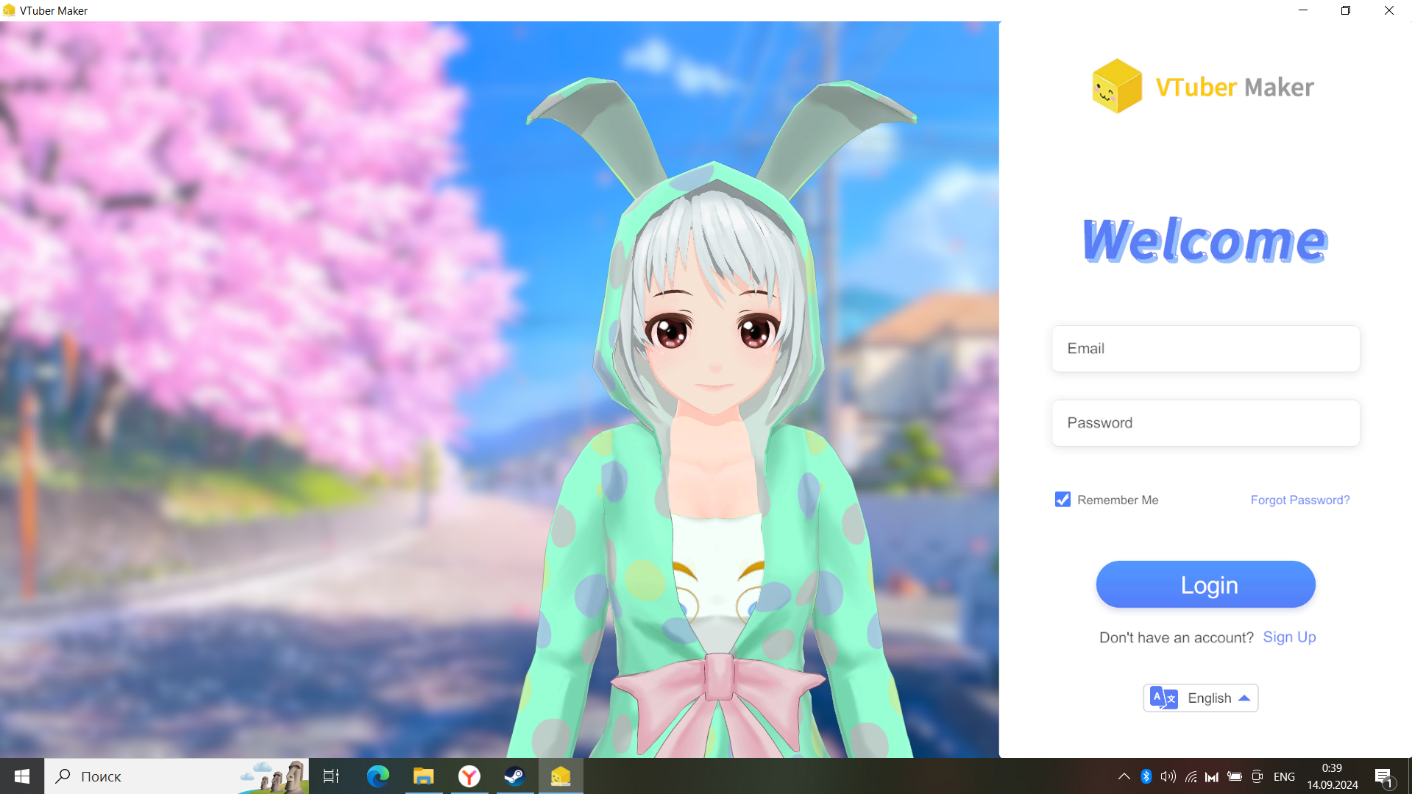 VTuber Maker
VTuber Maker
Welcome
Email
Password
Remember Me
Forgot Password?
Login
Don't have an account? Sign Up
English
Поиск
ENG
0:39
14.09.2024
1